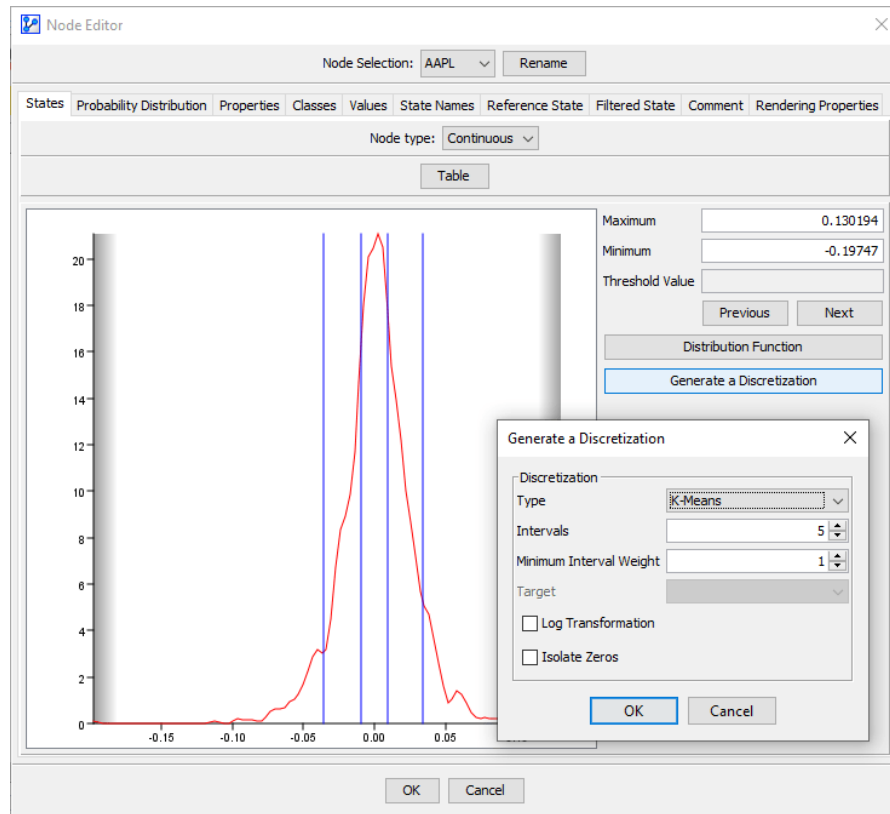 Node Editor
Node Selection: AAPL Rename
States Probability Distribution Properties Classes Values State Names Reference State Filtered State Comment Rendering Properties
Node type: Continuous
Table
Maximum 0.130194
Minimum -0.19747
Threshold Value
Previous Next
Distribution Function
Generate a Discretization
20
18
16
14
12
10
8
6
4
2
0
-0.15 -0.10 -0.05 0.00 0.05
Generate a Discretization
Discretization
Type K-Means
Intervals 5
Minimum Interval Weight 1
Target
Log Transformation
Isolate Zeros
OK Cancel
OK Cancel